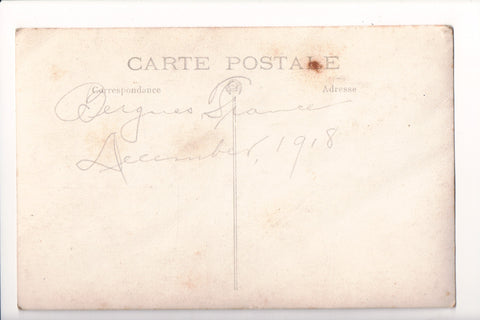 CARTE POSTALE
Correspondance Adresse
Bergues France
December, 1918